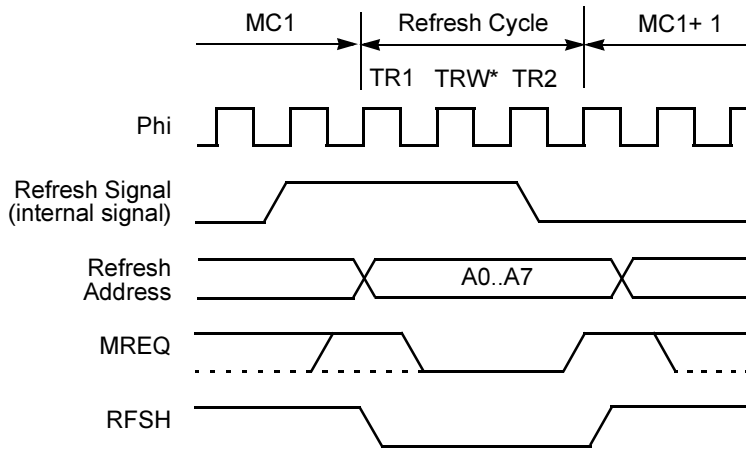 MC1 Refresh Cycle MC1+ 1
TR1 TRW* TR2
Phi
Refresh Signal
(internal signal)
Refresh
Address
A0..A7
MREQ
RFSH